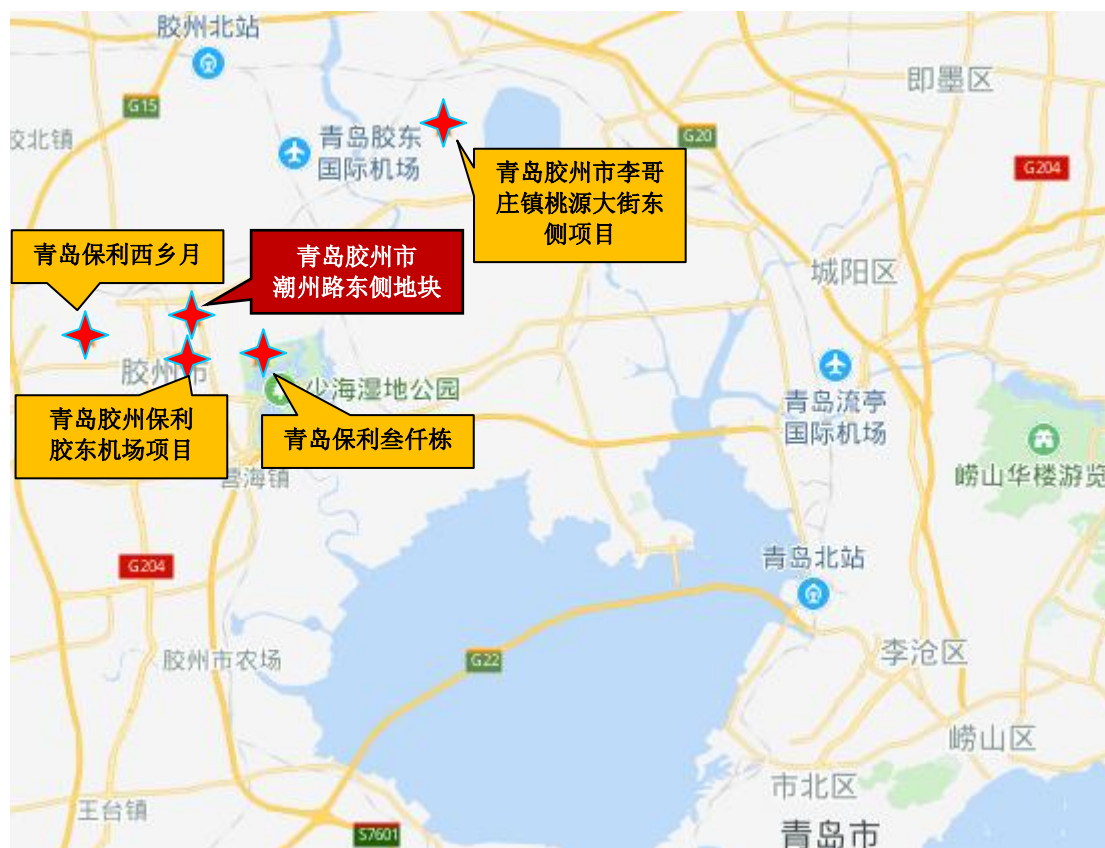 胶州北站
即墨区
G15
胶北镇
青岛胶东
国际机场
G20
G204
青岛胶州市李哥
庄镇桃源大街东
侧项目
青岛保利西乡月
青岛胶州市
潮州路东侧地块
城阳区
胶州市
少海湿地公园
青岛流亭
国际机场
青岛胶州保利
胶东机场项目
青岛保利叁仟栋
崂山华楼游览
营海镇
G204
青岛北站
胶州市农场
G22
李沧区
崂山区
市北区
王台镇
S7601
青岛市